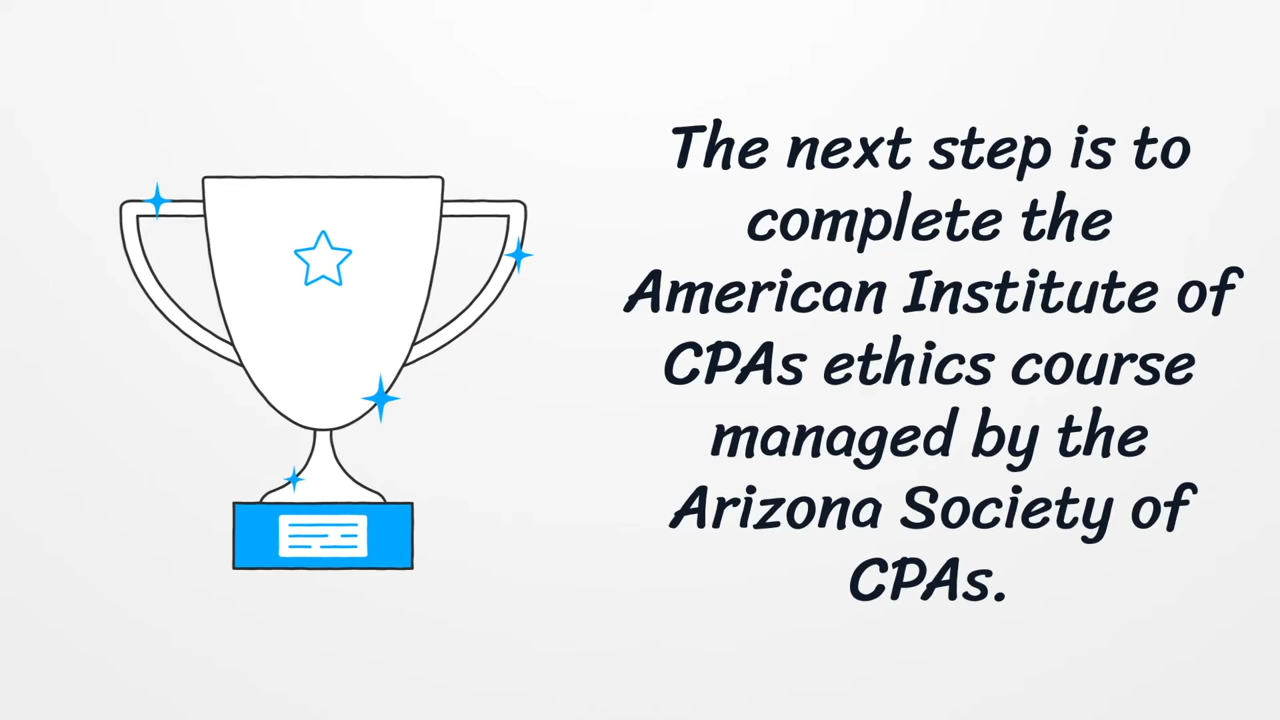 The next step is to
complete the
American Institute of
CPAs ethics course
managed by the
Arizona Society of
CPAs.